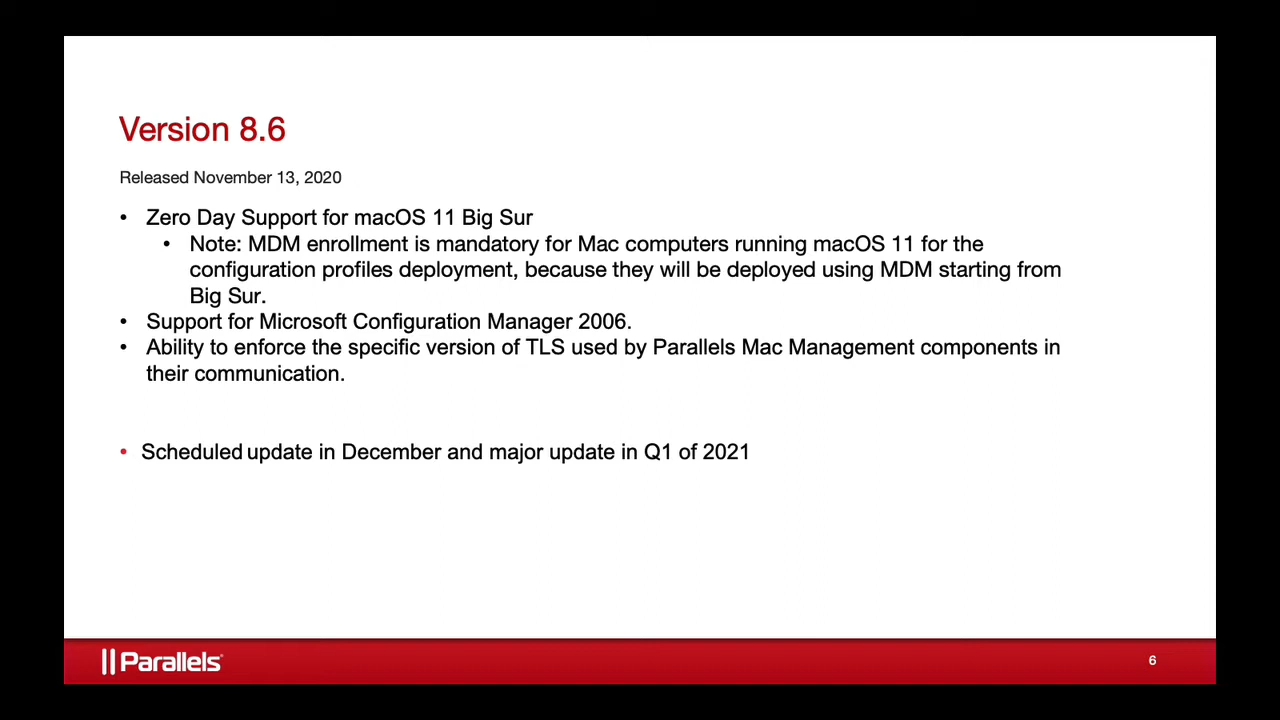 Version 8.6
Released November 13, 2020
• Zero Day Support for macOS 11 Big Sur
• Note: MDM enrollment is mandatory for Mac computers running macOS 11 for the
configuration profiles deployment, because they will be deployed using MDM starting from
Big Sur.
• Support for Microsoft Configuration Manager 2006.
• Ability to enforce the specific version of TLS used by Parallels Mac Management components in
their communication.
• Scheduled update in December and major update in Q1 of 2021
Parallels
6